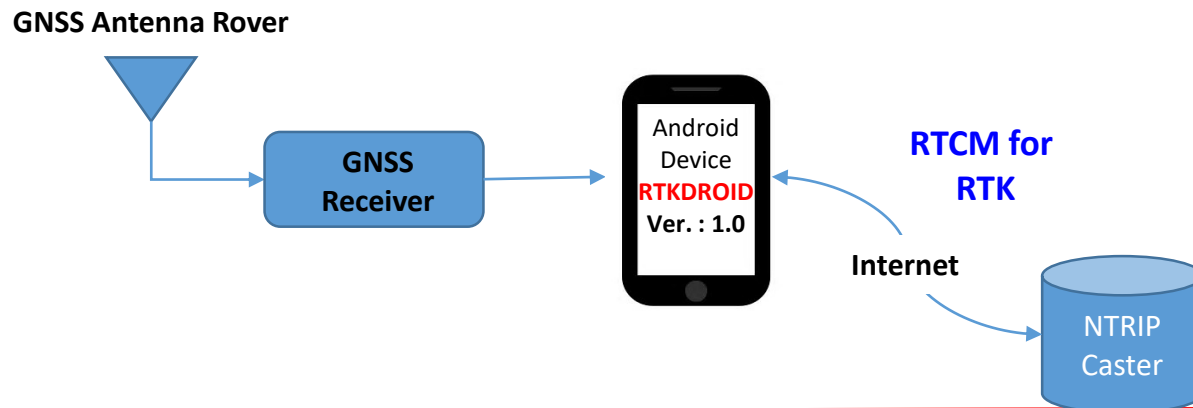 GNSS Antenna Rover
GNSS
Receiver
Android
Device
RTKDROID
Ver. : 1.0
RTCM for
RTK
Internet
NTRIP
Caster